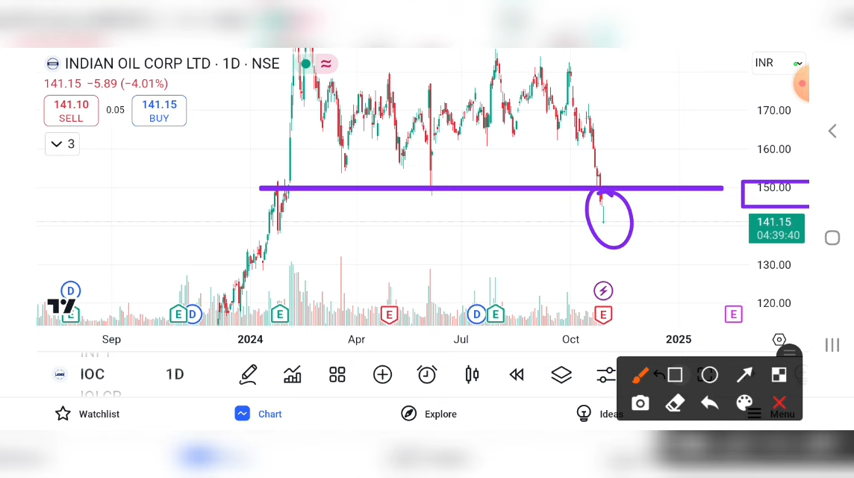 INDIAN OIL CORP LTD · 1D · NSE
INR
141.15 −5.89 (−4.01%)
141.10
SELL
0.05
141.15
BUY
3
170.00
160.00
150.00
141.15
04:39:40
130.00
120.00
D
E
E
D
E
E
D
E
E
E
Sep
2024
Apr
Jul
Oct
2025
IOC
1D
Watchlist
Chart
Explore
Ideas
Menu